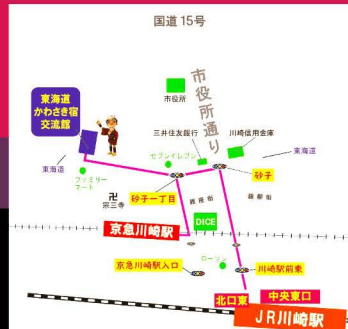 国道15号
市役所
市役所通り
東海道
かわさき宿
交流館
三井住友銀行
川崎信用金庫
セブンイレブン
東海道
東海道
砂子
ファミリー
マート
卍
宗三寺
砂子一丁目
銀座街
銀柳街
DICE
京急川崎駅
ローソン
京急川崎駅入口
川崎駅前東
北口東
中央東口
JR川崎駅